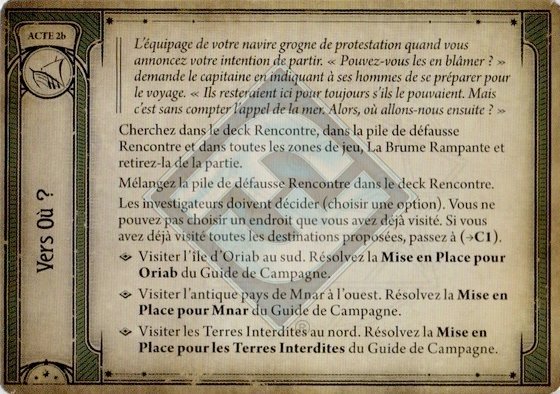 ACTE 2b
Vers Où ?
L'équipage de votre navire grogne de protestation quand vous
annoncez votre intention de partir. « Pouvez-vous les en blâmer ? »
demande le capitaine en indiquant à ses hommes de se préparer pour
le voyage. « Ils resteraient ici pour toujours s'ils le pouvaient. Mais
c'est sans compter l'appel de la mer. Alors, où allons-nous ensuite ? »
Cherchez dans le deck Rencontre, dans la pile de défausse
Rencontre et dans toutes les zones de jeu, La Brume Rampante et
retirez-la de la partie.
Mélangez la pile de défausse Rencontre dans le deck Rencontre.
Les investigateurs doivent décider (choisir une option). Vous ne
pouvez pas choisir un endroit que vous avez déjà visité. Si vous
avez déjà visité toutes les destinations proposées, passez à (→C1).
Visiter l'île d'Oriab au sud. Résolvez la Mise en Place pour
Oriab du Guide de Campagne.
Visiter l'antique pays de Mnar à l'ouest. Résolvez la Mise en
Place pour Mnar du Guide de Campagne.
Visiter les Terres Interdites au nord. Résolvez la Mise en
Place pour les Terres Interdites du Guide de Campagne.
®